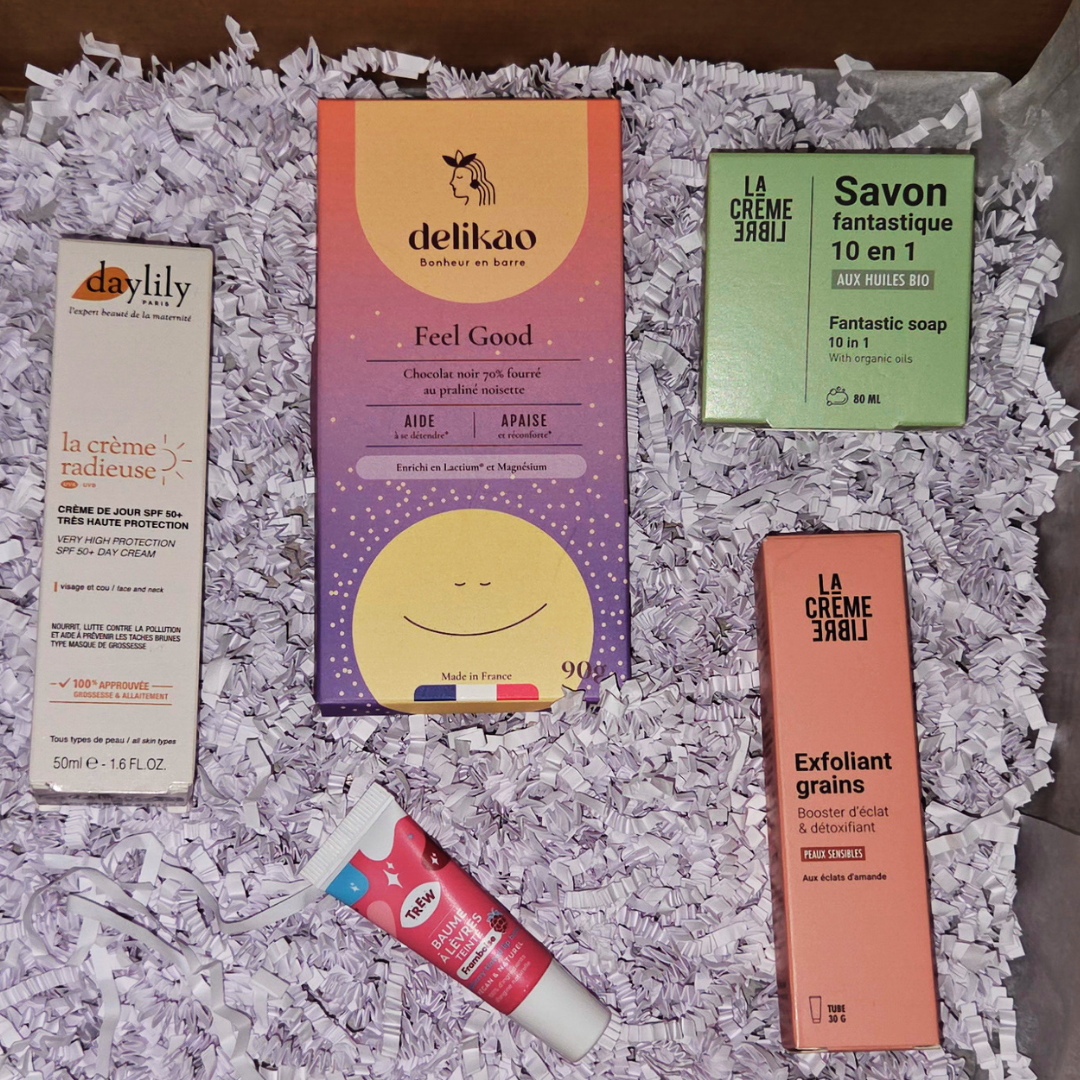 daylily
PARIS
l'expert beauté de la maternité
la crème
radieuse
UVA UVB
CRÈME DE JOUR SPF 50+
TRÈS HAUTE PROTECTION
VERY HIGH PROTECTION
SPF 50+ DAY CREAM
visage et cou / face and neck
NOURRIT, LUTTE CONTRE LA POLLUTION
ET AIDE À PRÉVENIR LES TACHES BRUNES
TYPE MASQUE DE GROSSESSE
100% APPROUVÉE
GROSSESSE & ALLAITEMENT
Tous types de peau / all skin types
50ml e - 1.6 FL.OZ.
delikao
Bonheur en barre
Feel Good
Chocolat noir 70% fourré
au praliné noisette
AIDE
à se détendre*
APAISE
et réconforte*
Enrichi en Lactium® et Magnésium
Made in France
90g
LA
CRÈME
LIBRE
Savon
fantastique
10 en 1
AUX HUILES BIO
Fantastic soap
10 in 1
With organic oils
80 ML
TREW
BAUME
À LÈVRES
TEINTÉ
Framboise
VEGAN & NATUREL
LA
CRÈME
LIBRE
Exfoliant
grains
Booster d'éclat
& détoxifiant
PEAUX SENSIBLES
Aux éclats d'amande
TUBE
30 G